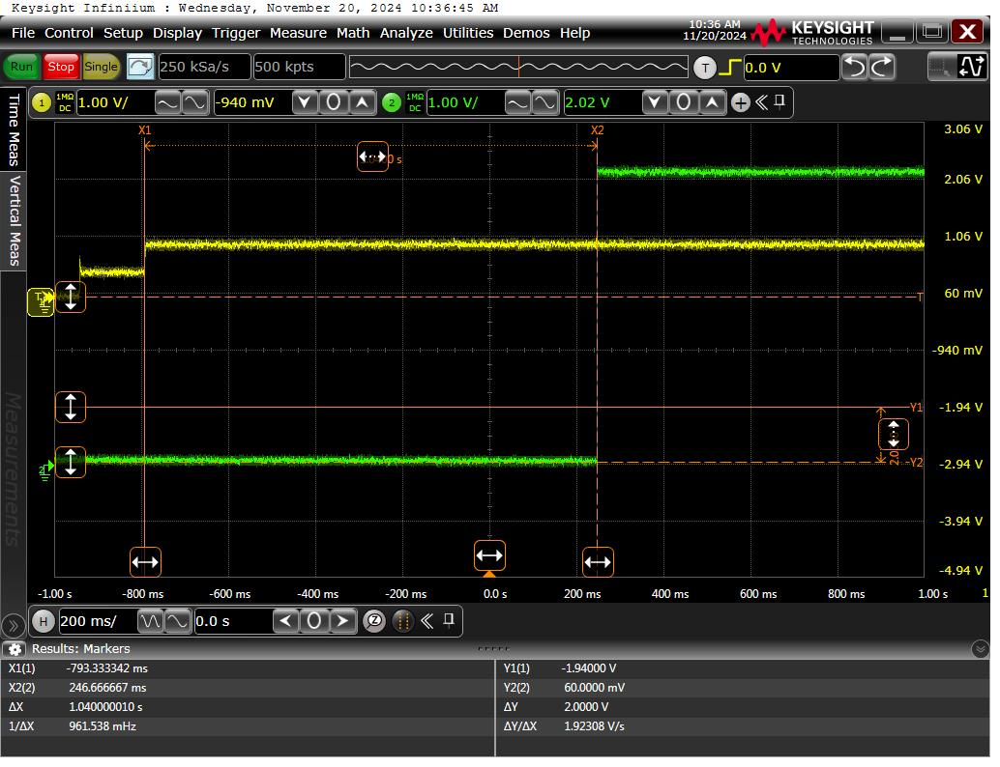 Keysight Infiniium : Wednesday, November 20, 2024 10:36:45 AM
File Control Setup Display Trigger Measure Math Analyze Utilities Demos Help
10:36 AM
11/20/2024
KEYSIGHT
TECHNOLOGIES
Run Stop Single 250 kSa/s 500 kpts T 0.0 V
1 1MΩ DC 1.00 V/ -940 mV 2 1MΩ DC 1.00 V/ 2.02 V
Time Meas
Vertical Meas
Measurements
X1 X2
0 s
3.06 V
2.06 V
1.06 V
60 mV
-940 mV
-1.94 V
-2.94 V
-3.94 V
-4.94 V
T
T
Y1
Y2
2
-1.00 s -800 ms -600 ms -400 ms -200 ms 0.0 s 200 ms 400 ms 600 ms 800 ms 1.00 s 1
H 200 ms/ 0.0 s Z
Results: Markers
X1(1) -793.333342 ms
X2(2) 246.666667 ms
ΔX 1.040000010 s
1/ΔX 961.538 mHz
Y1(1) -1.94000 V
Y2(2) 60.0000 mV
ΔY 2.0000 V
ΔY/ΔX 1.92308 V/s